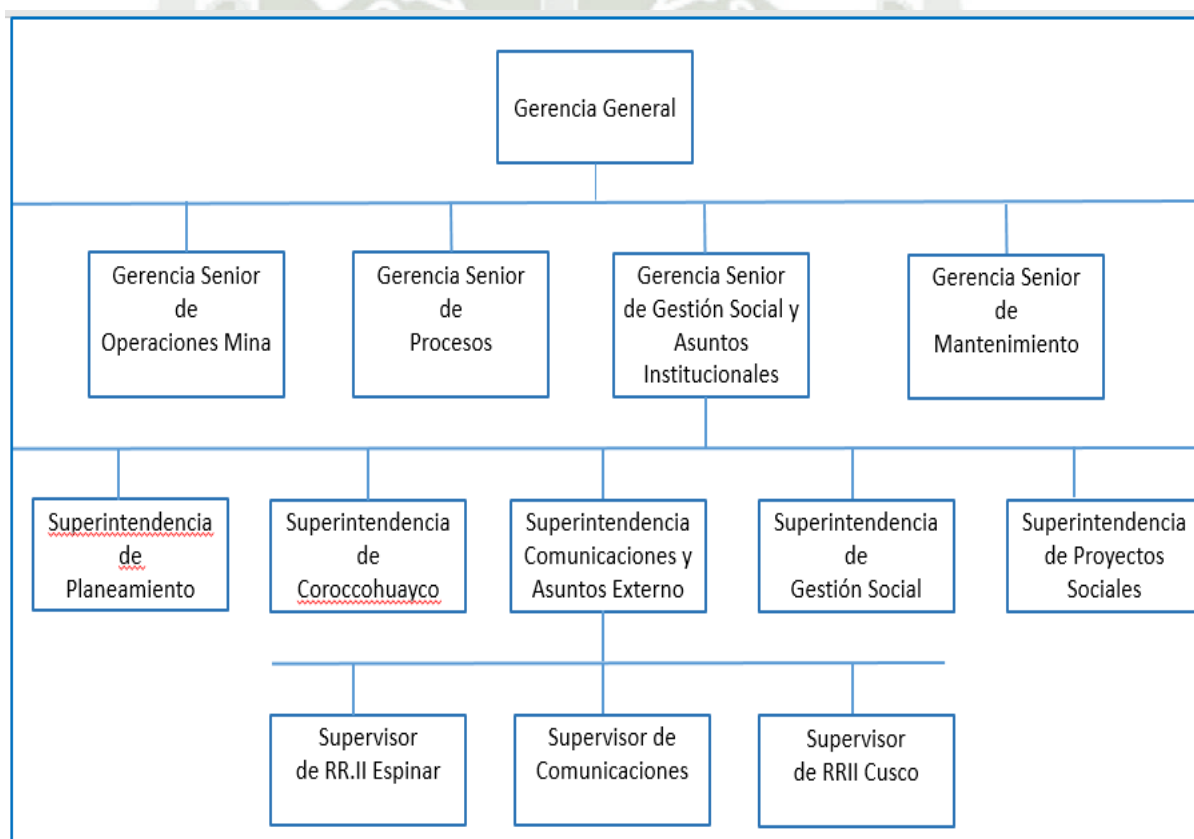 Gerencia General
Gerencia Senior
de
Operaciones Mina
Gerencia Senior
de
Procesos
Gerencia Senior
de Gestión Social y
Asuntos
Institucionales
Gerencia Senior
de
Mantenimiento
Superintendencia
de
Planeamiento
Superintendencia
de
Coroccohuayco
Superintendencia
Comunicaciones y
Asuntos Externo
Superintendencia
de
Gestión Social
Superintendencia
de Proyectos
Sociales
Supervisor
de RR.II Espinar
Supervisor de
Comunicaciones
Supervisor
de RRII Cusco